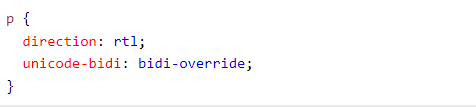 p {
  direction: rtl;
  unicode-bidi: bidi-override;
}